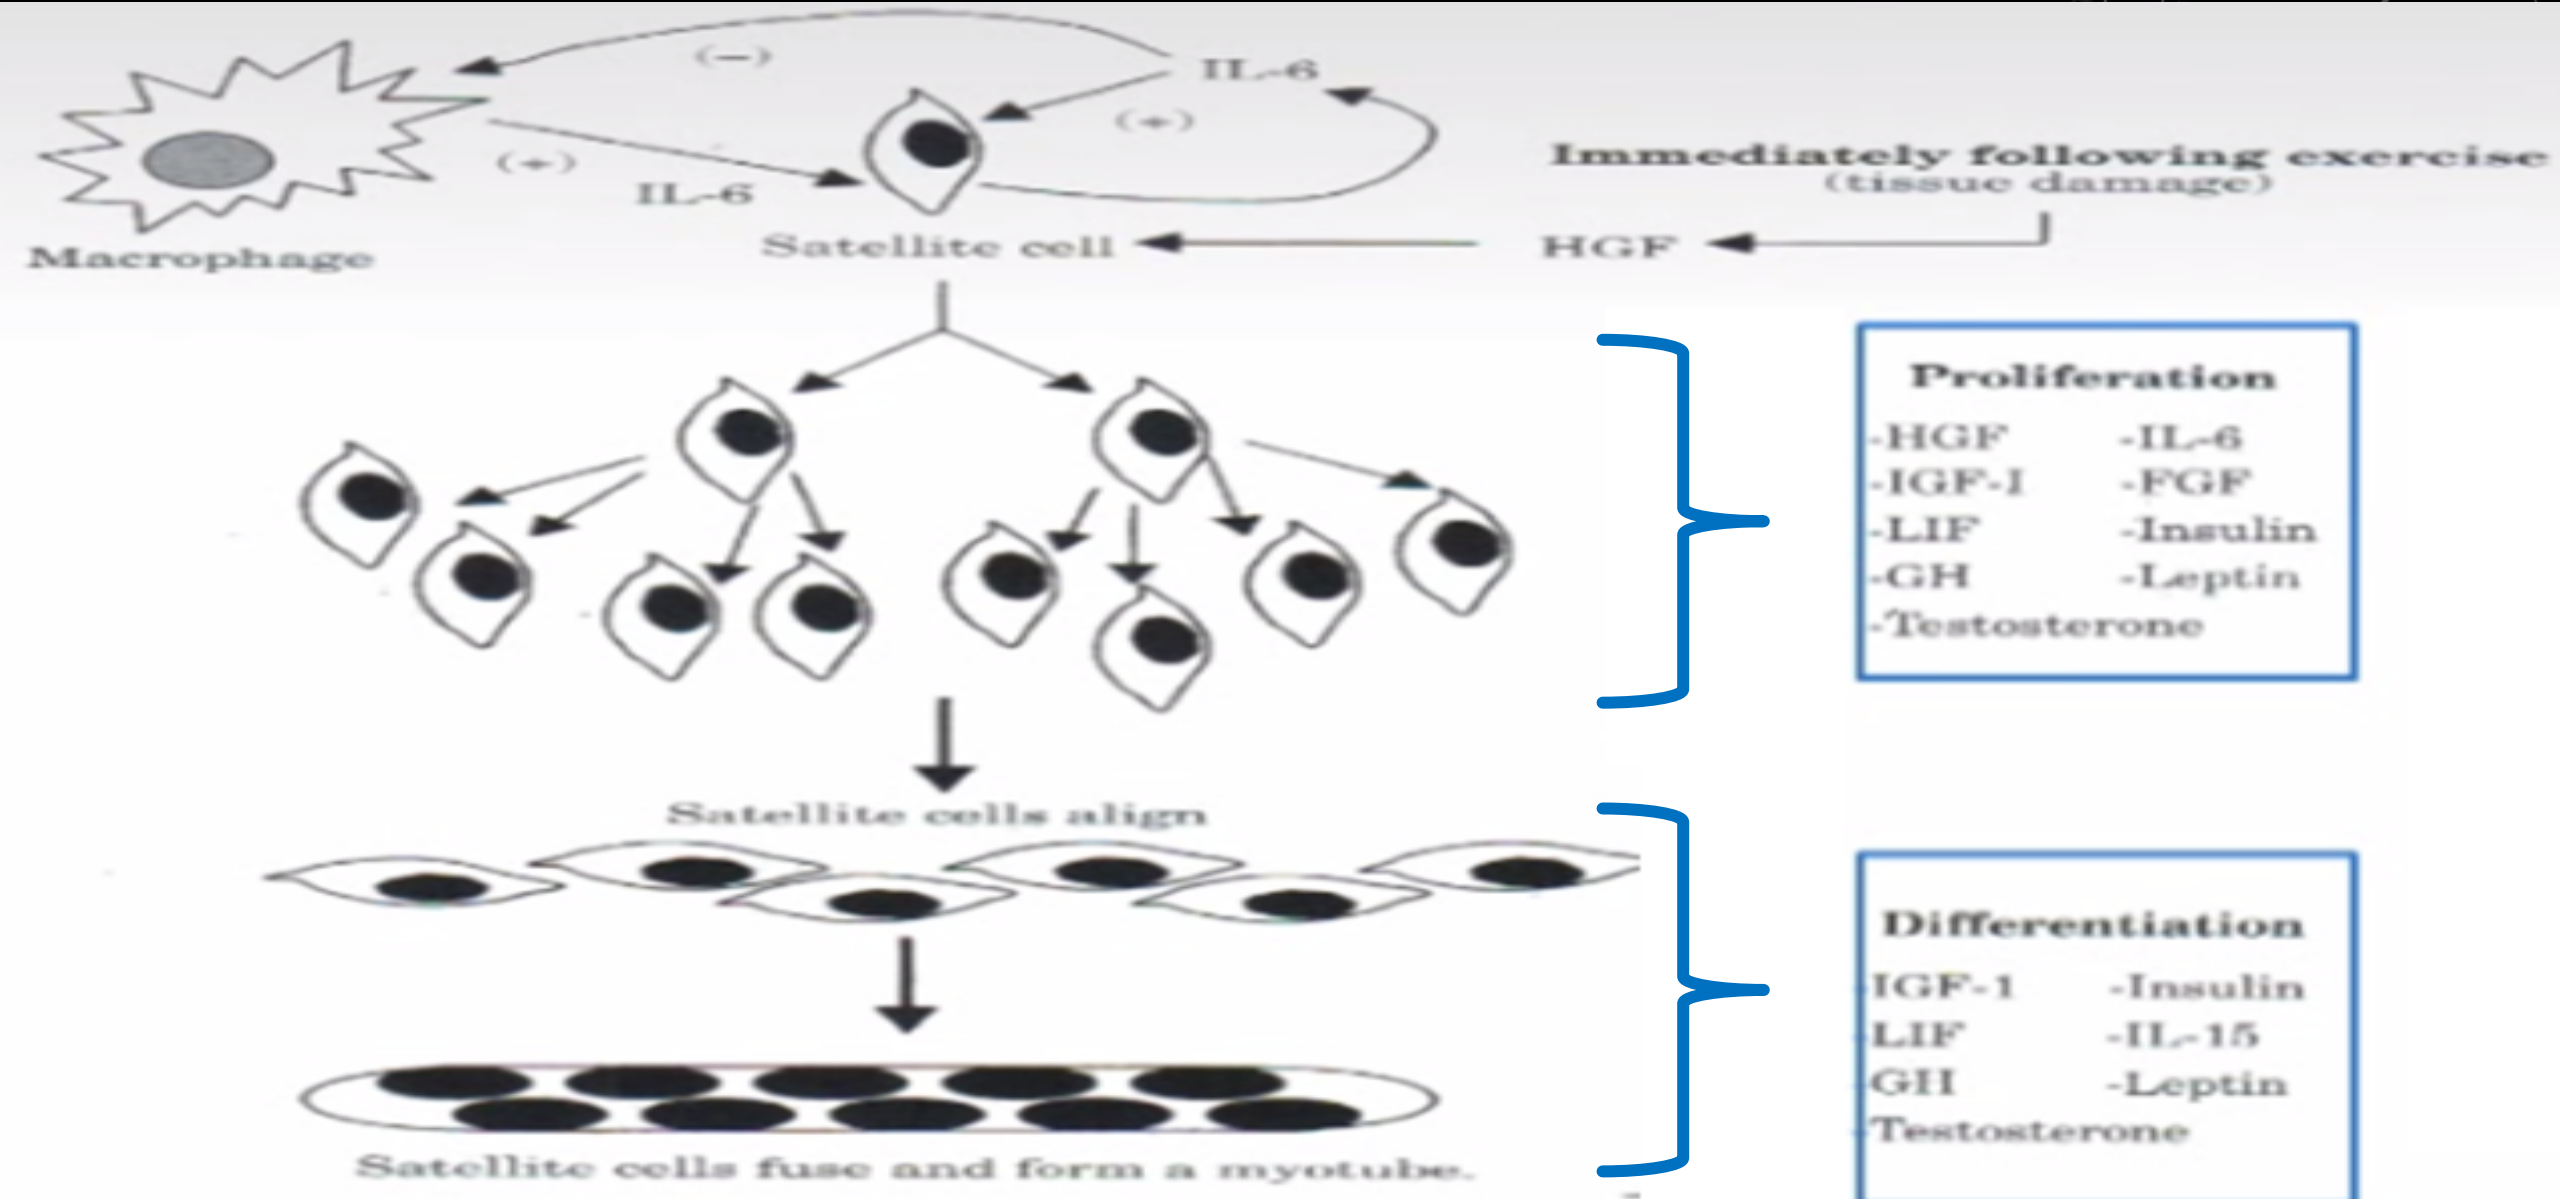 (−)
IL-6
(+)
(+)
IL-6
Immediately following exercise
(tissue damage)
Macrophage
Satellite cell
HGF
Proliferation
-HGF -IL-6
-IGF-I -FGF
-LIF -Insulin
-GH -Leptin
-Testosterone
Satellite cells align
Differentiation
-IGF-1 -Insulin
-LIF -IL-15
-GH -Leptin
-Testosterone
Satellite cells fuse and form a myotube.